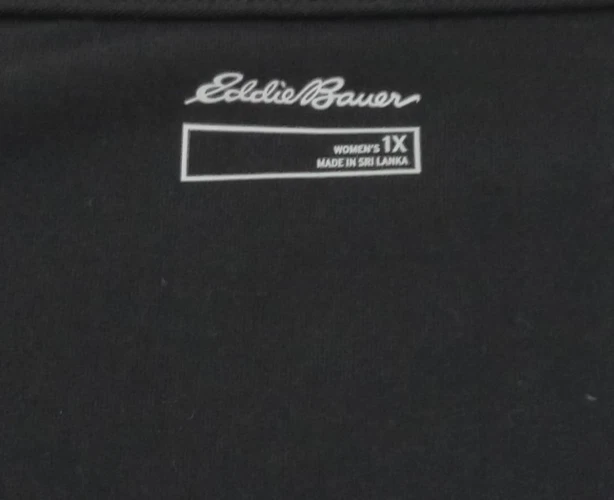 Eddie Bauer
WOMEN'S 1X
MADE IN SRI LANKA